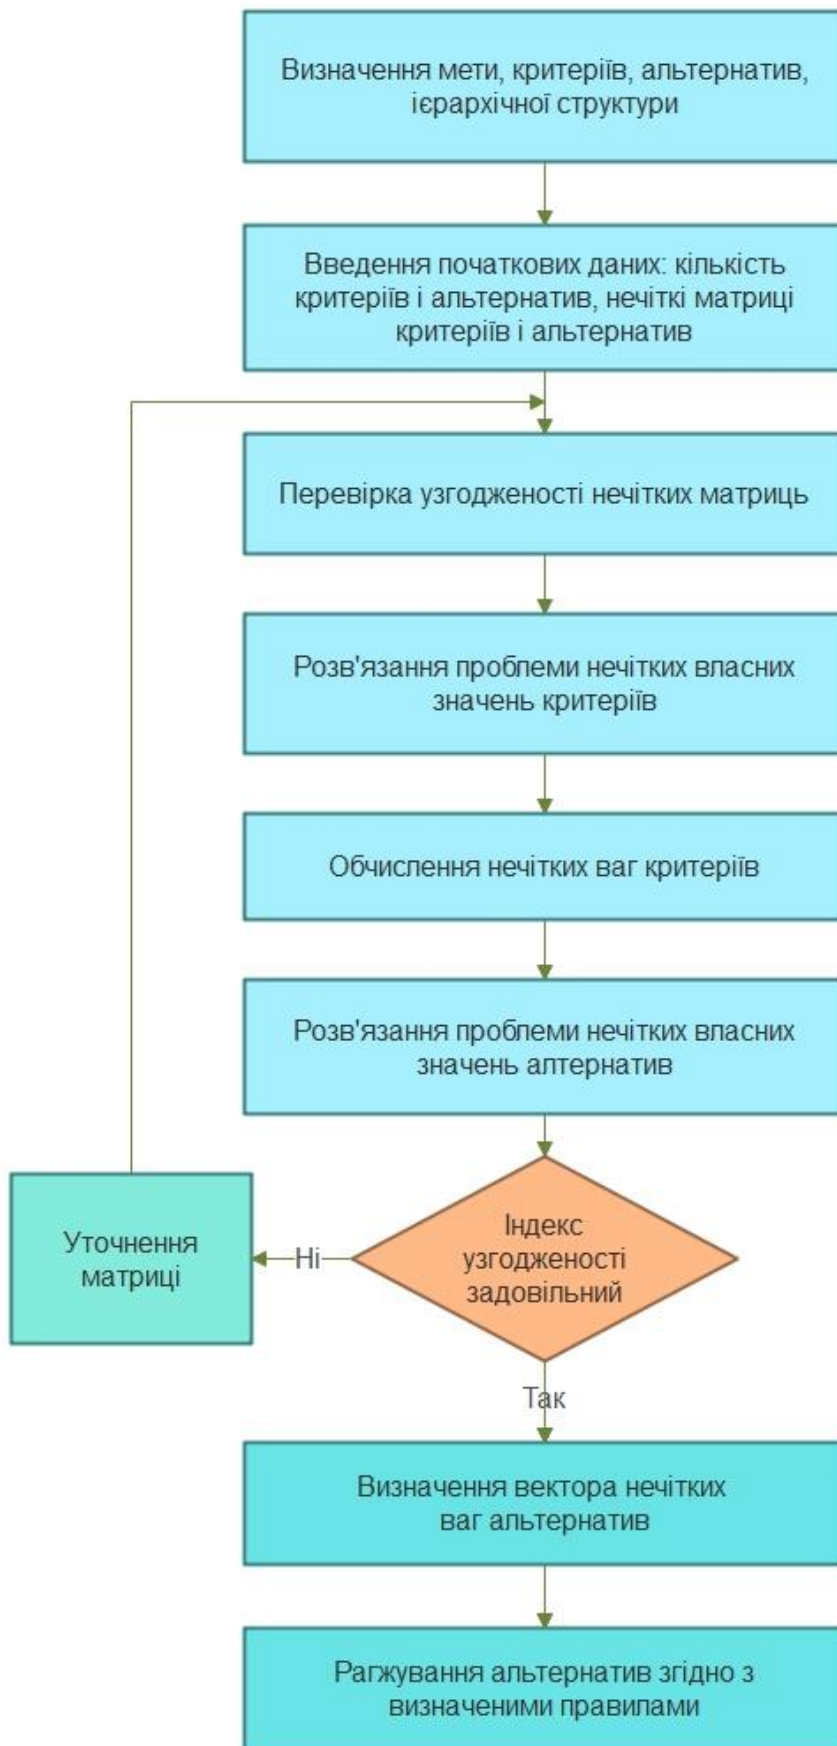 Визначення мети, критеріїв, альтернатив,
ієрархічної структури
Введення початкових даних: кількість
критеріїв і альтернатив, нечіткі матриці
критеріїв і альтернатив
Перевірка узгодженості нечітких матриць
Розв'язання проблеми нечітких власних
значень критеріїв
Обчислення нечітких ваг критеріїв
Розв'язання проблеми нечітких власних
значень алтернатив
Індекс
узгодженості
задовільний
Ні
Уточнення
матриці
Так
Визначення вектора нечітких
ваг альтернатив
Рагжування альтернатив згідно з
визначеними правилами